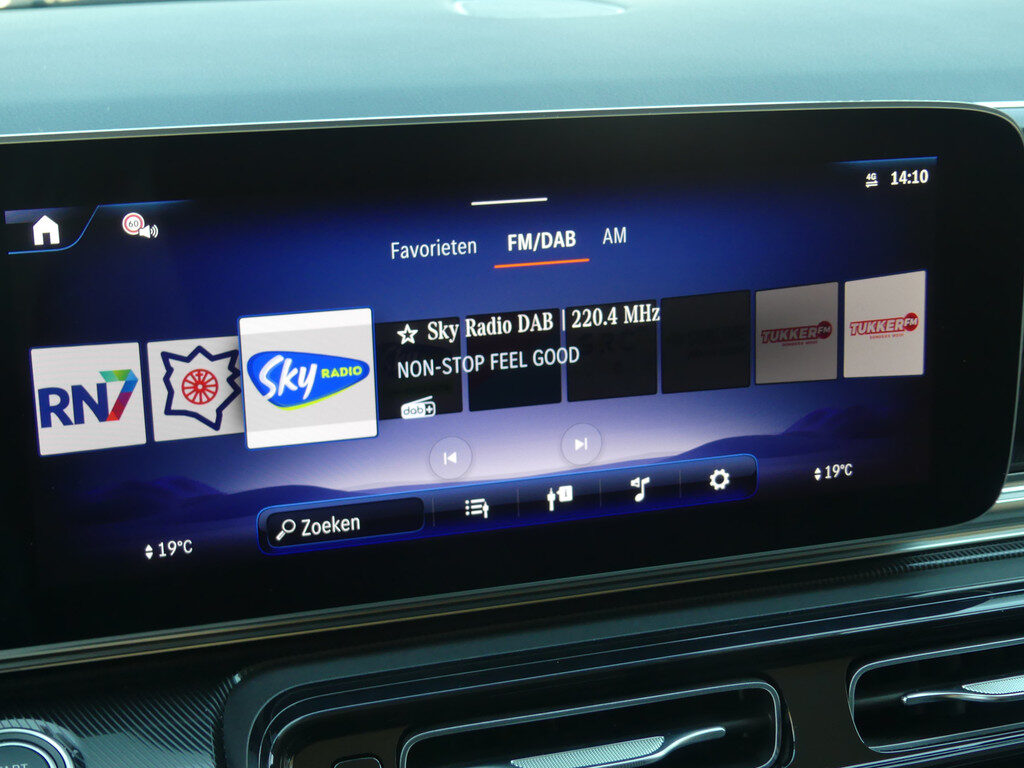 4G
14:10
60
Favorieten
FM/DAB
AM
RN7
Sky RADIO
Sky Radio DAB | 220.4 MHz
NON-STOP FEEL GOOD
dab+
TUKKER FM
TUKKER FM
Zoeken
19°C
19°C